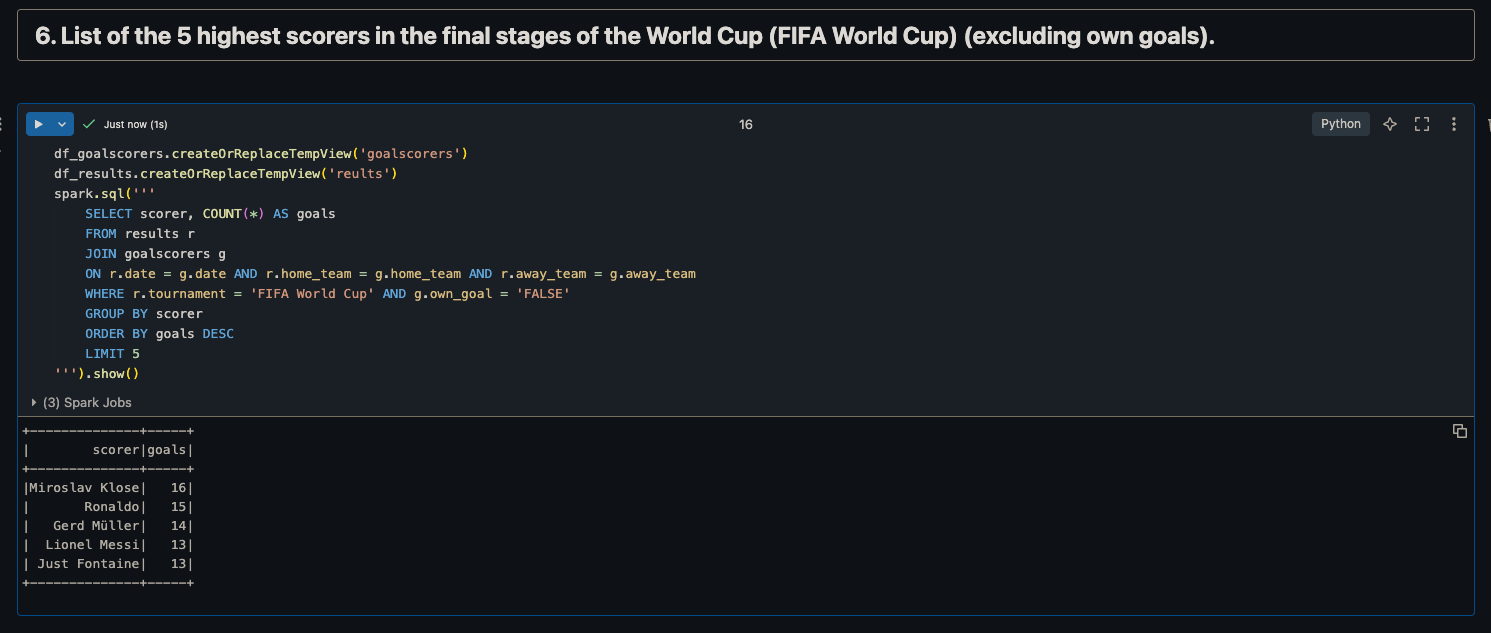 6. List of the 5 highest scorers in the final stages of the World Cup (FIFA World Cup) (excluding own goals).
Just now (1s)
16
Python
df_goalscorers.createOrReplaceTempView('goalscorers')
df_results.createOrReplaceTempView('reults')
spark.sql('''
    SELECT scorer, COUNT(*) AS goals
    FROM results r
    JOIN goalscorers g
    ON r.date = g.date AND r.home_team = g.home_team AND r.away_team = g.away_team
    WHERE r.tournament = 'FIFA World Cup' AND g.own_goal = 'FALSE'
    GROUP BY scorer
    ORDER BY goals DESC
    LIMIT 5
''').show()
(3) Spark Jobs
+--------------+-----+
|        scorer|goals|
+--------------+-----+
|Miroslav Klose|   16|
|       Ronaldo|   15|
|   Gerd Müller|   14|
|  Lionel Messi|   13|
| Just Fontaine|   13|
+--------------+-----+